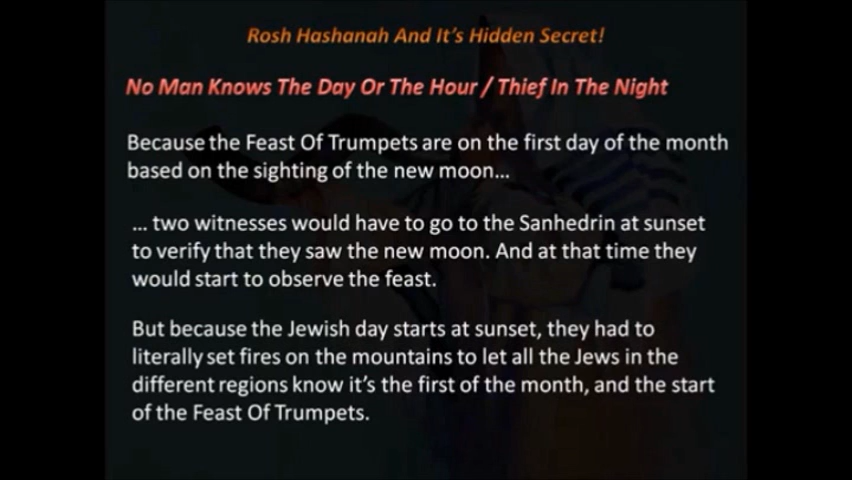 Rosh Hashanah And It's Hidden Secret!
No Man Knows The Day Or The Hour / Thief In The Night
Because the Feast Of Trumpets are on the first day of the month
based on the sighting of the new moon...
... two witnesses would have to go to the Sanhedrin at sunset
to verify that they saw the new moon. And at that time they
would start to observe the feast.
But because the Jewish day starts at sunset, they had to
literally set fires on the mountains to let all the Jews in the
different regions know it's the first of the month, and the start
of the Feast Of Trumpets.